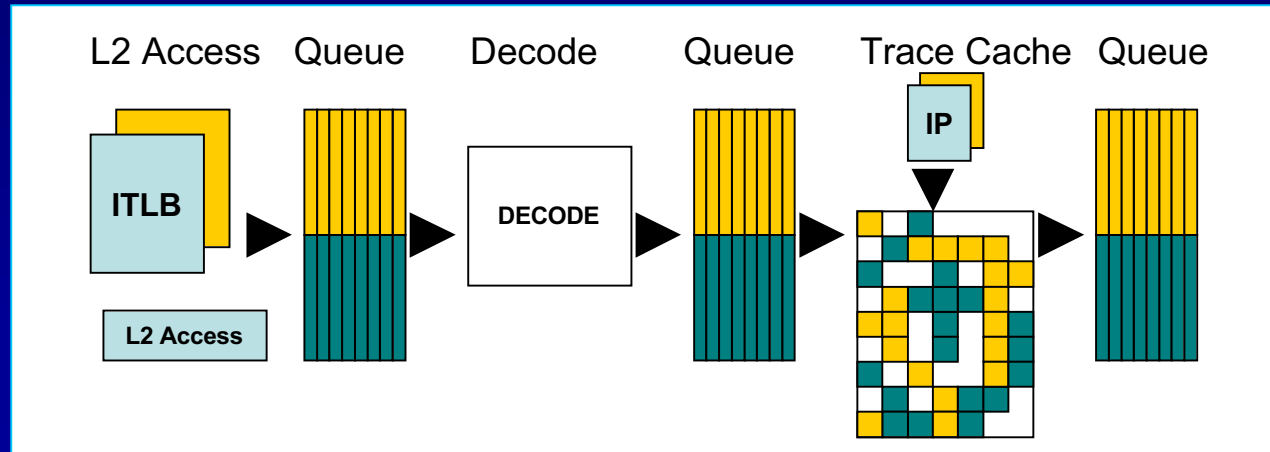 L2 Access Queue Decode Queue Trace Cache Queue
IP
ITLB
DECODE
L2 Access